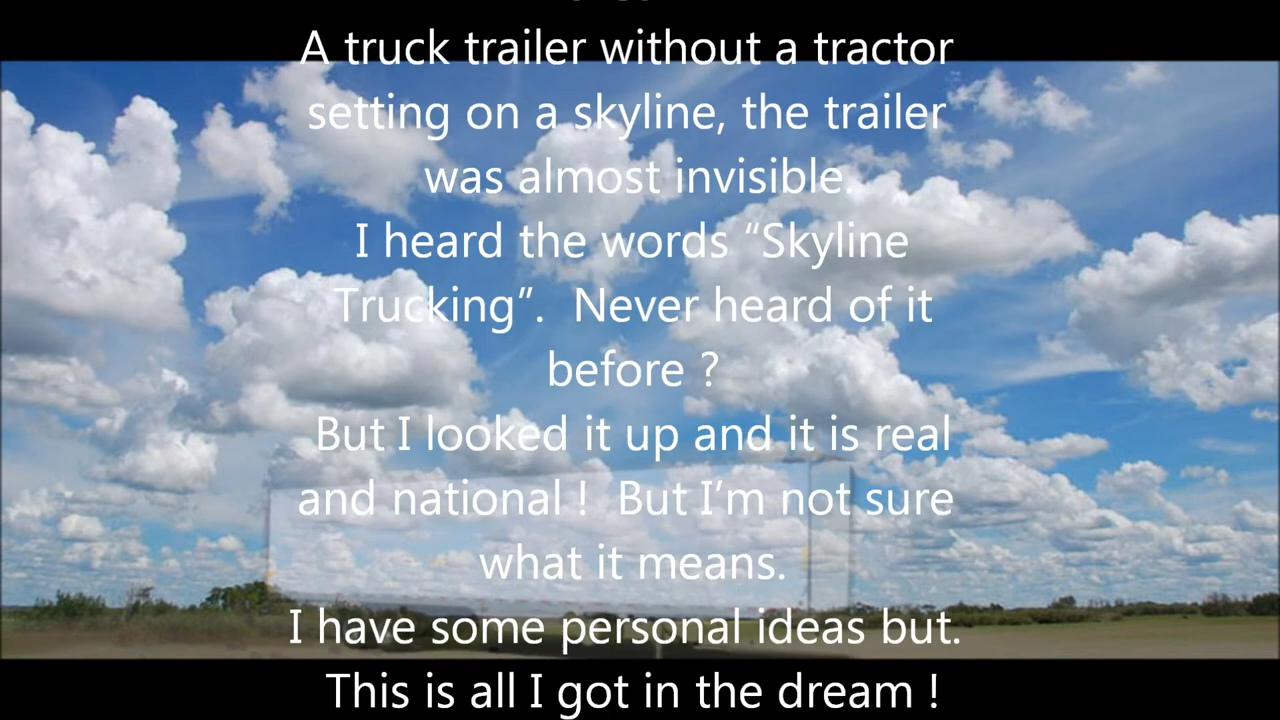 A truck trailer without a tractor
setting on a skyline, the trailer
was almost invisible.
I heard the words “Skyline
Trucking”.  Never heard of it
before ?
But I looked it up and it is real
and national !  But I’m not sure
what it means.
I have some personal ideas but.
This is all I got in the dream !